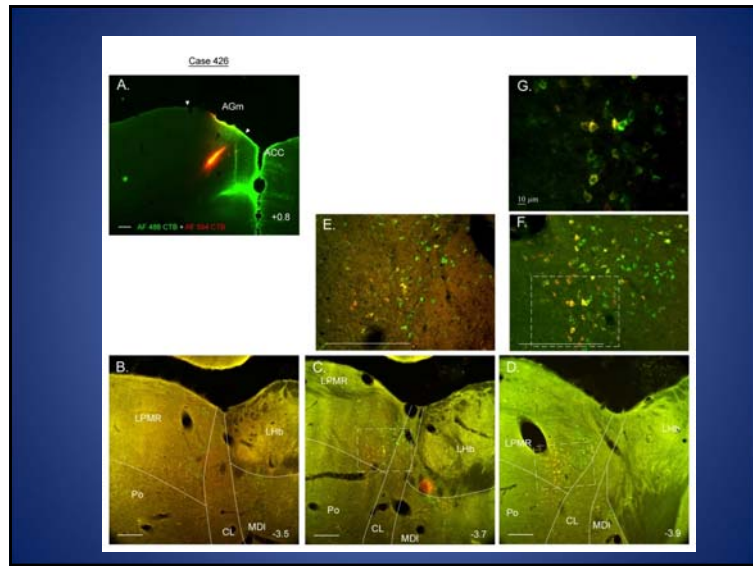 Case 426
A.
AGm
ACC
+0.8
AF 488 CTB • AF 594 CTB
G.
10 µm
E.
F.
B.
LPMR
LHb
Po
CL
MDl
-3.5
C.
LPMR
LHb
Po
CL
MDl
-3.7
D.
LPMR
LHb
Po
CL
MDl
-3.9